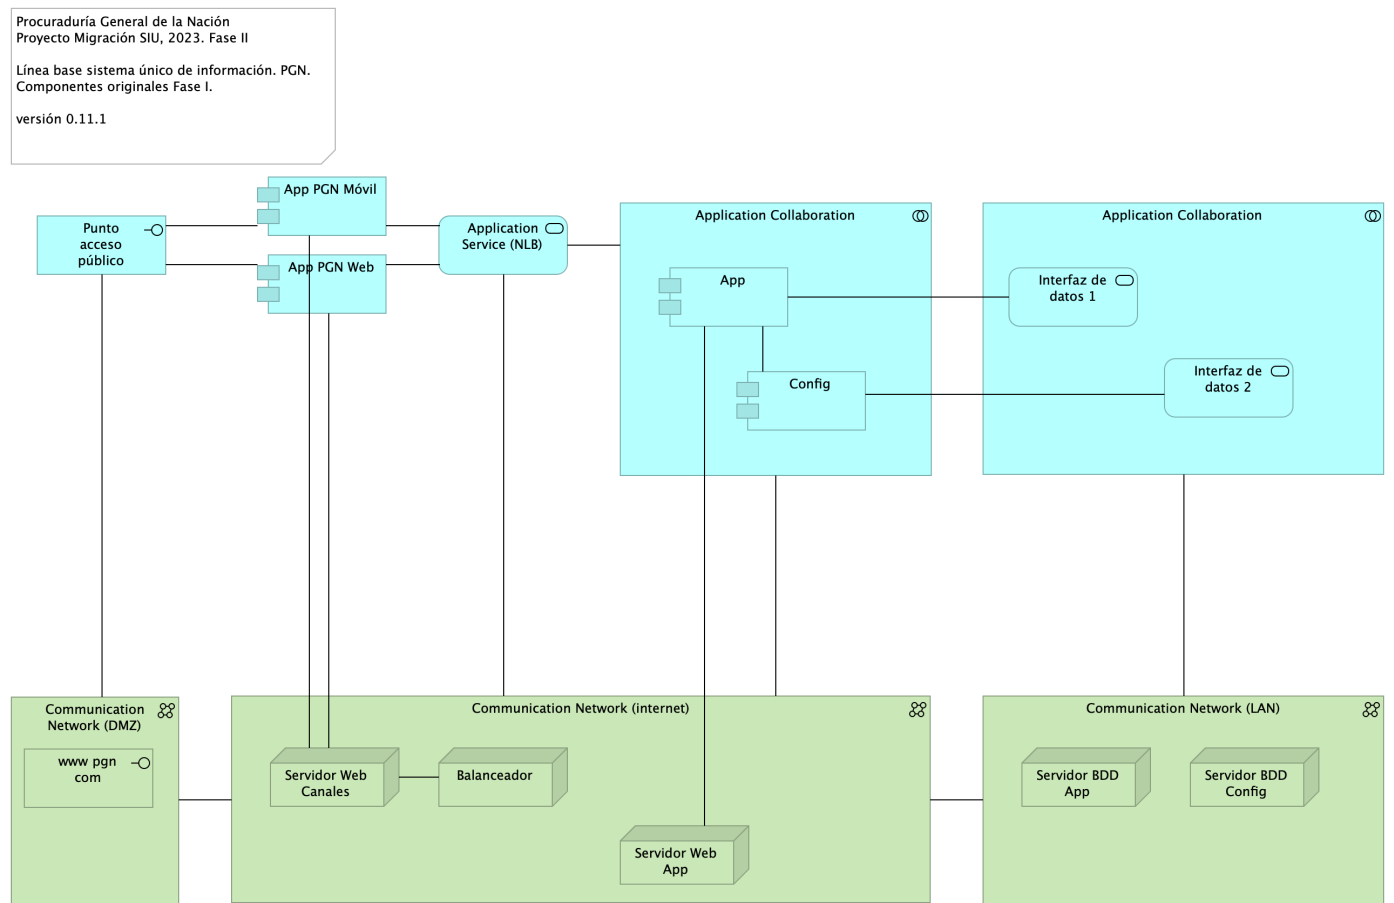 Procuraduría General de la Nación
Proyecto Migración SIU, 2023. Fase II
Línea base sistema único de información. PGN.
Componentes originales Fase I.
versión 0.11.1
App PGN Móvil
Punto
acceso
público
App PGN Web
Application
Service (NLB)
Application Collaboration
App
Config
Application Collaboration
Interfaz de
datos 1
Interfaz de
datos 2
Communication
Network (DMZ)
www pgn
com
Communication Network (internet)
Servidor Web
Canales
Balanceador
Servidor Web
App
Communication Network (LAN)
Servidor BDD
App
Servidor BDD
Config